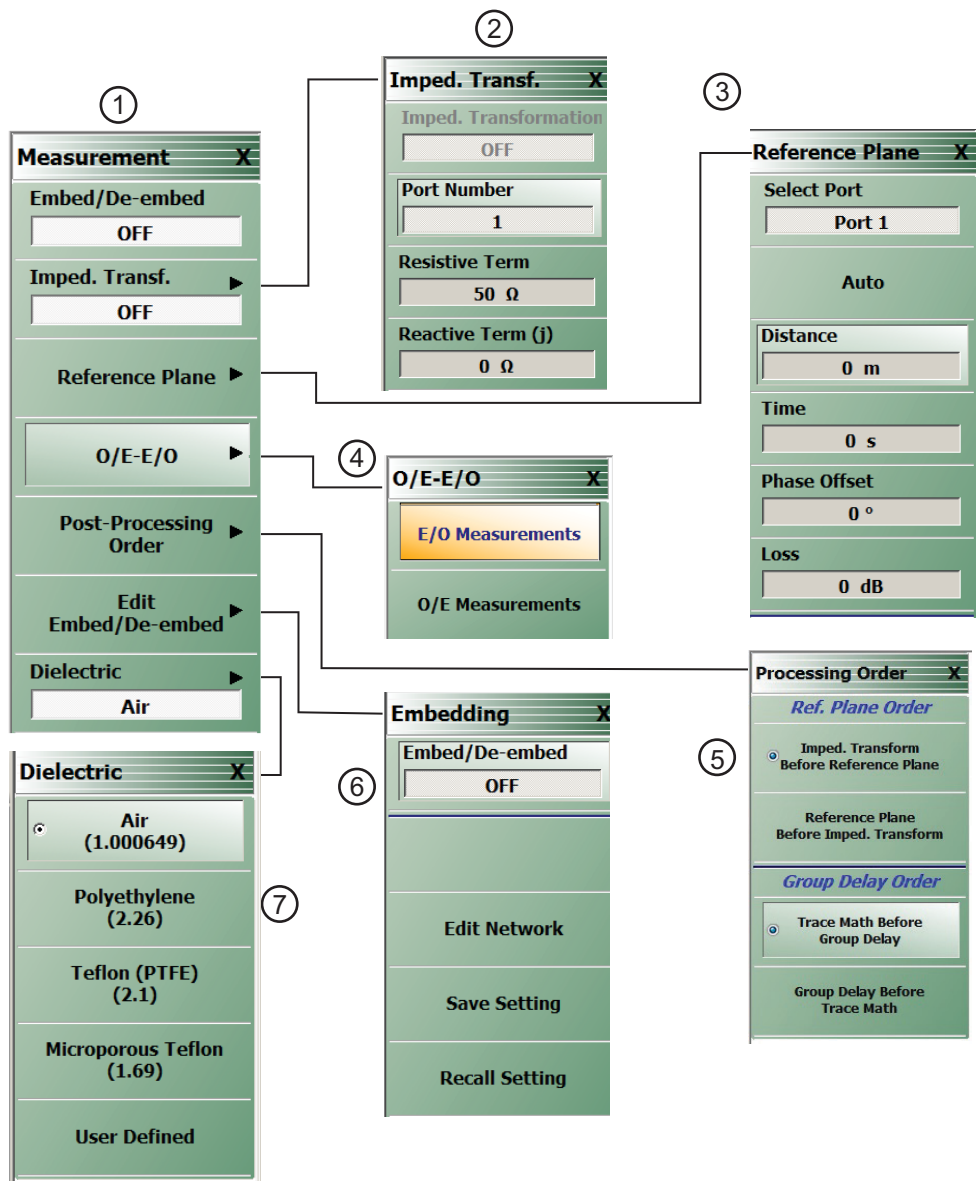 1
Measurement X
Embed/De-embed
OFF
Imped. Transf.
OFF
Reference Plane
O/E-E/O
Post-Processing
Order
Edit
Embed/De-embed
Dielectric
Air
2
Imped. Transf. X
Imped. Transformation
OFF
Port Number
1
Resistive Term
50 Ω
Reactive Term (j)
0 Ω
3
Reference Plane X
Select Port
Port 1
Auto
Distance
0 m
Time
0 s
Phase Offset
0 º
Loss
0 dB
4
O/E-E/O X
E/O Measurements
O/E Measurements
5
Processing Order X
Ref. Plane Order
Imped. Transform
Before Reference Plane
Reference Plane
Before Imped. Transform
Group Delay Order
Trace Math Before
Group Delay
Group Delay Before
Trace Math
6
Embedding X
Embed/De-embed
OFF
Edit Network
Save Setting
Recall Setting
7
Dielectric X
Air
(1.000649)
Polyethylene
(2.26)
Teflon (PTFE)
(2.1)
Microporous Teflon
(1.69)
User Defined